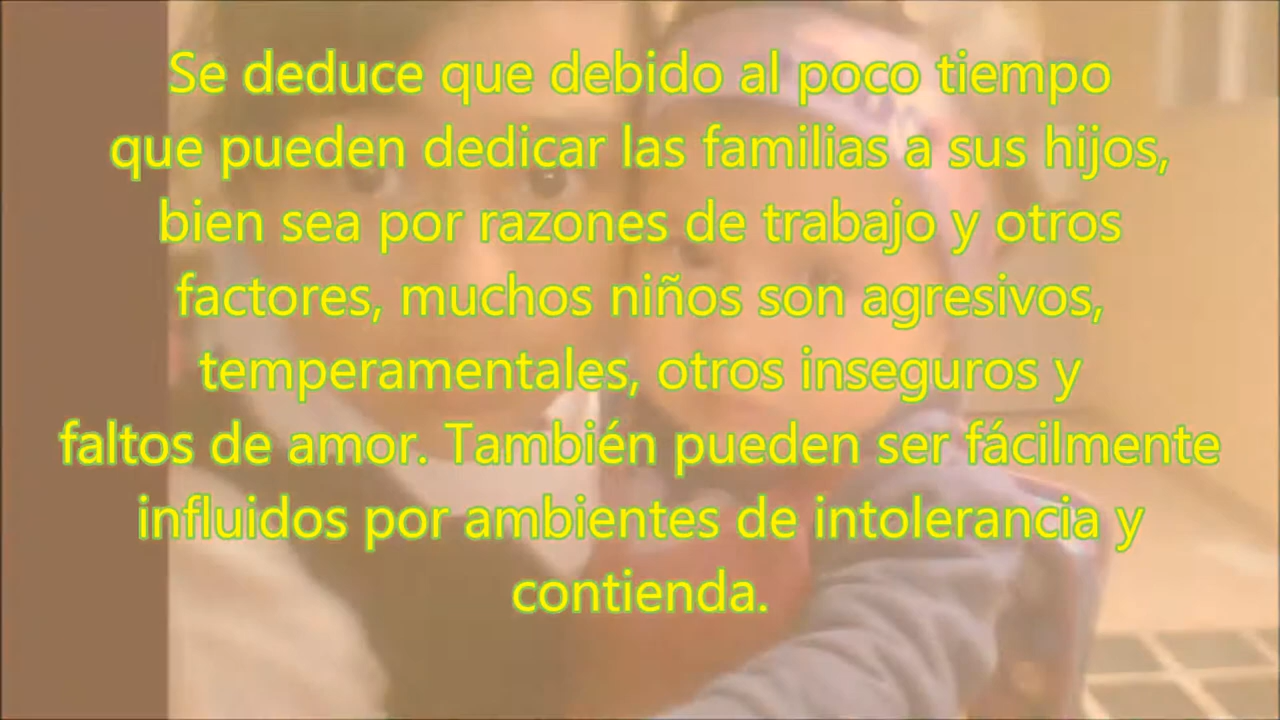 Se deduce que debido al poco tiempo
que pueden dedicar las familias a sus hijos,
bien sea por razones de trabajo y otros
factores, muchos niños son agresivos,
temperamentales, otros inseguros y
faltos de amor. También pueden ser fácilmente
influidos por ambientes de intolerancia y
contienda.